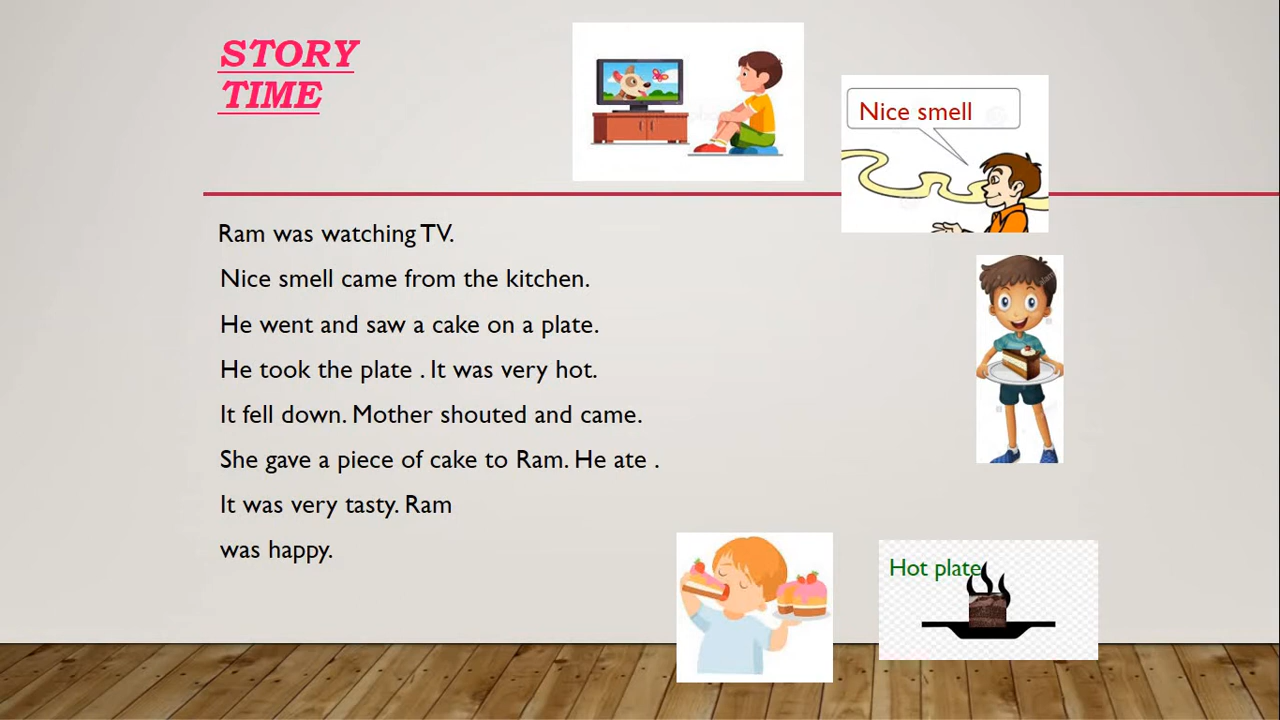 STORY
TIME
Nice smell
Ram was watching TV.
Nice smell came from the kitchen.
He went and saw a cake on a plate.
He took the plate . It was very hot.
It fell down. Mother shouted and came.
She gave a piece of cake to Ram. He ate .
It was very tasty. Ram
was happy.
Hot plate